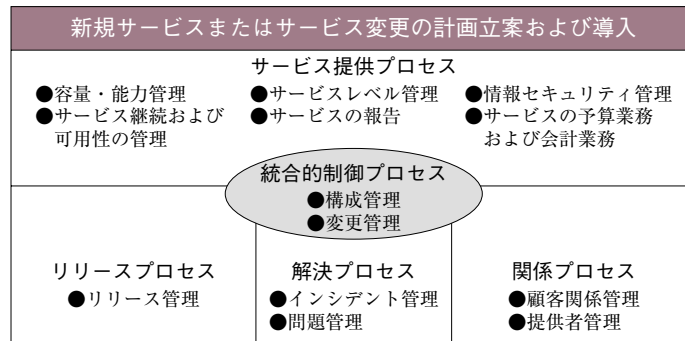 新規サービスまたはサービス変更の計画立案および導入
サービス提供プロセス
●容量・能力管理
●サービス継続および
可用性の管理
●サービスレベル管理
●サービスの報告
●情報セキュリティ管理
●サービスの予算業務
および会計業務
統合的制御プロセス
●構成管理
●変更管理
リリースプロセス
●リリース管理
解決プロセス
●インシデント管理
●問題管理
関係プロセス
●顧客関係管理
●提供者管理